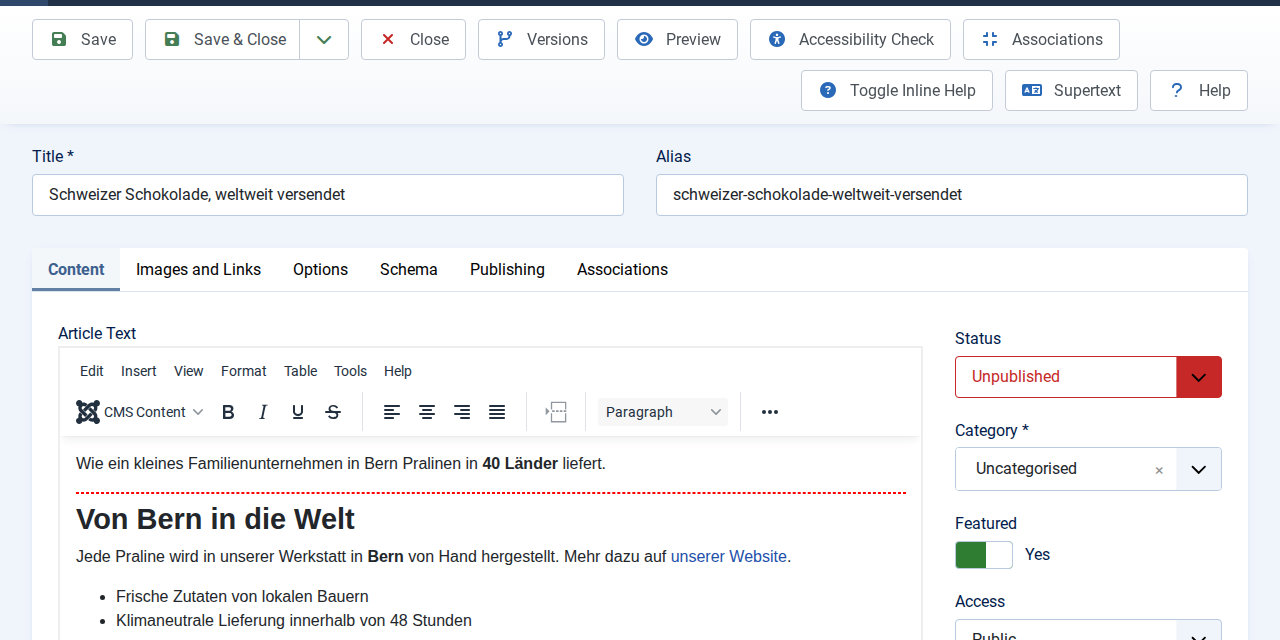 Save
Save & Close
Close
Versions
Preview
Accessibility Check
Associations
Toggle Inline Help
Supertext
Help
Title *
Alias
Schweizer Schokolade, weltweit versendet
schweizer-schokolade-weltweit-versendet
Content
Images and Links
Options
Schema
Publishing
Associations
Article Text
Edit
Insert
View
Format
Table
Tools
Help
CMS Content
Paragraph
Wie ein kleines Familienunternehmen in Bern Pralinen in 40 Länder liefert.
Von Bern in die Welt
Jede Praline wird in unserer Werkstatt in Bern von Hand hergestellt. Mehr dazu auf unserer Website.
• Frische Zutaten von lokalen Bauern
• Klimaneutrale Lieferung innerhalb von 48 Stunden
Status
Unpublished
Category *
Uncategorised
Featured
Yes
Access
Public